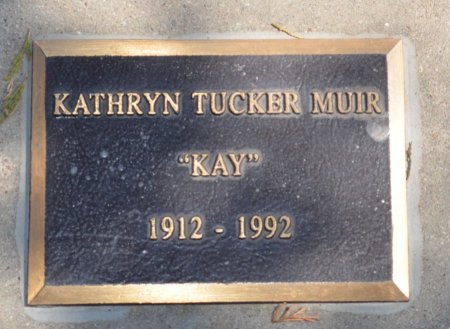 KATHRYN TUCKER MUIR
“KAY”
1912 - 1992